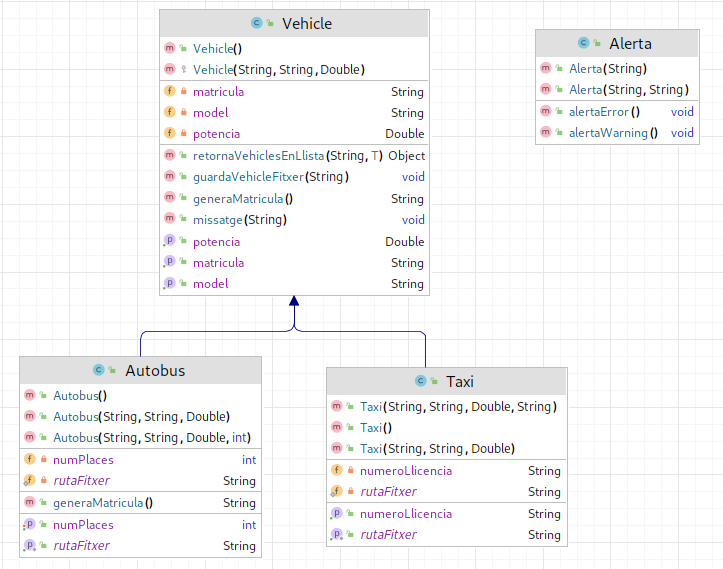 Vehicle
Vehicle()
Vehicle(String, String, Double)
matricula String
model String
potencia Double
retornaVehiclesEnLlista(String, T) Object
guardaVehicleFitxer(String) void
generaMatricula() String
missatge(String) void
potencia Double
matricula String
model String
Alerta
Alerta(String)
Alerta(String, String)
alertaError() void
alertaWarning() void
Autobus
Autobus()
Autobus(String, String, Double)
Autobus(String, String, Double, int)
numPlaces int
rutaFitxer String
generaMatricula() String
numPlaces int
rutaFitxer String
Taxi
Taxi(String, String, Double, String)
Taxi()
Taxi(String, String, Double)
numeroLlicencia String
rutaFitxer String
numeroLlicencia String
rutaFitxer String